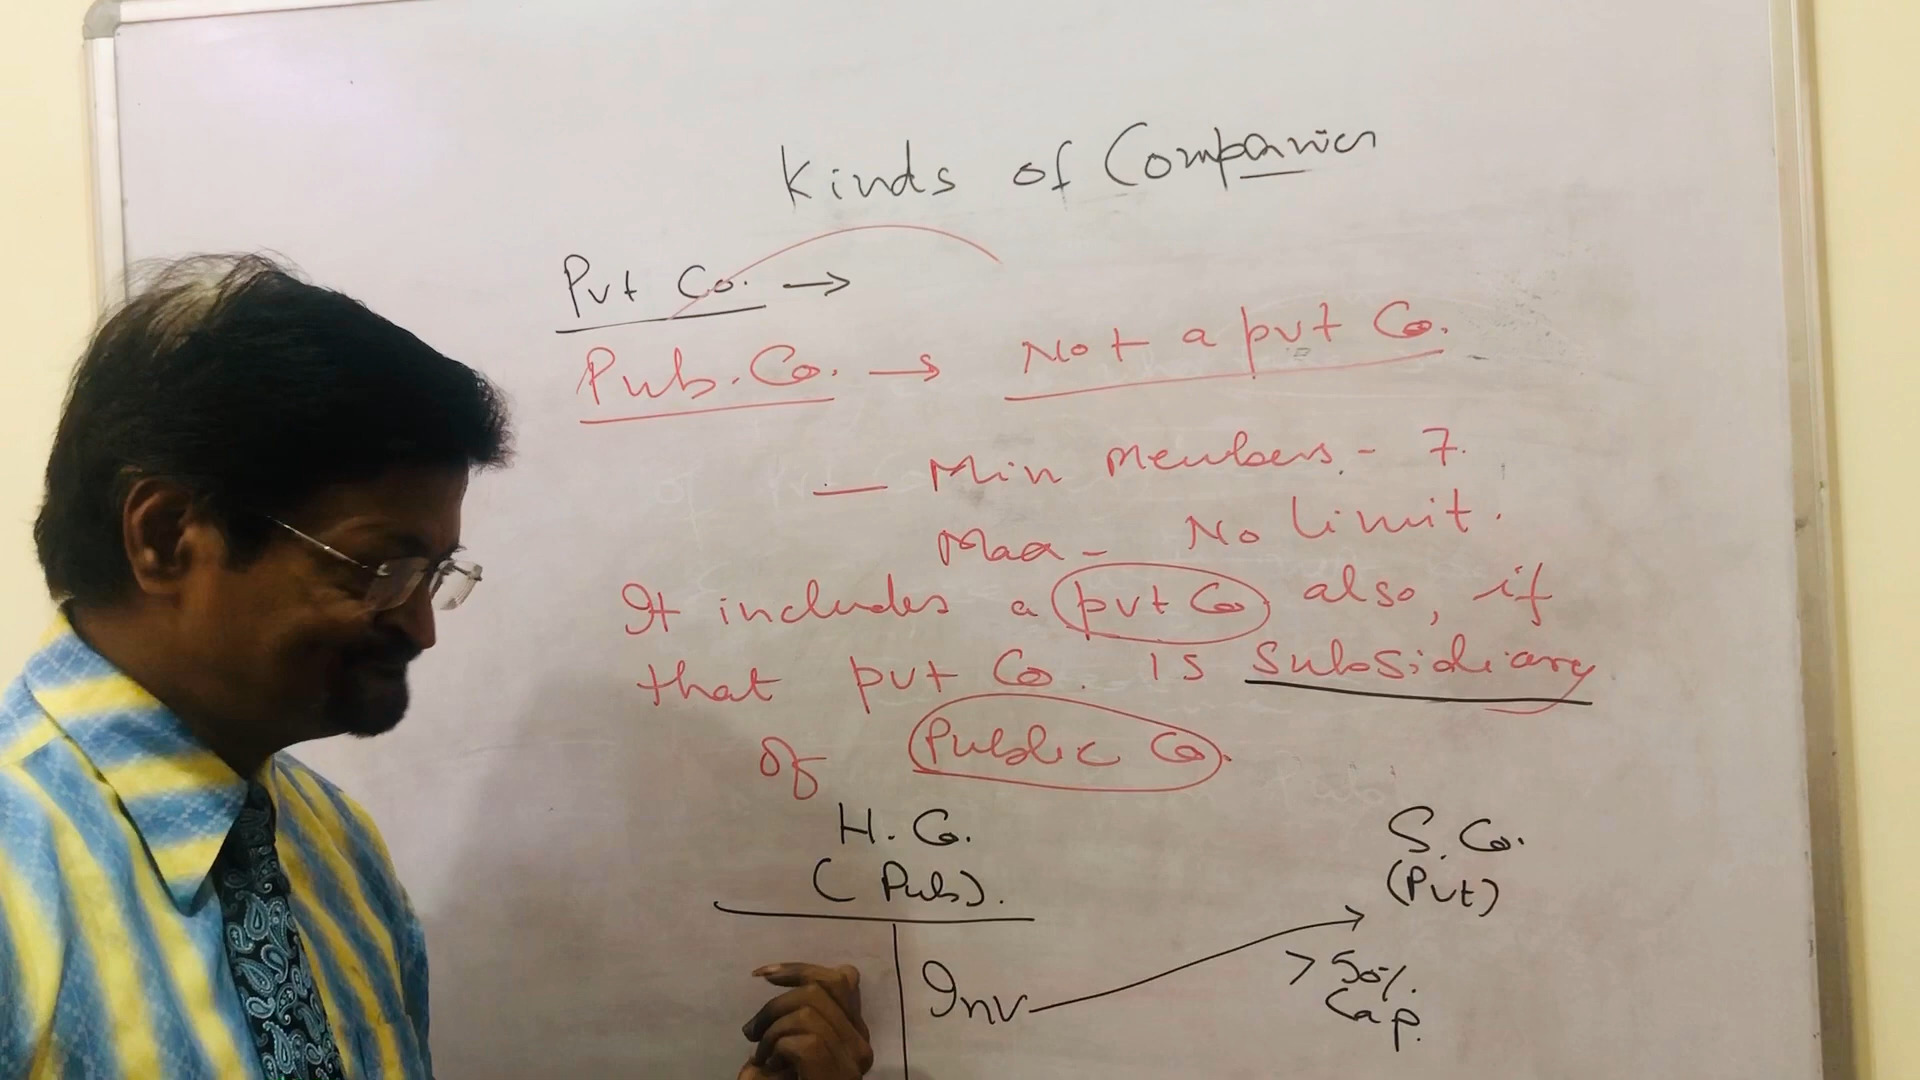 Kinds of Companies
Pvt Co. →
Pub. Co. → Not a pvt Co.
— Min Members - 7.
Max - No limit.
It includes a pvt Co also, if
that pvt Co. is subsidiary
of Public Co.
H. Co. S. Co.
(Pub). (Pvt)
Inv > 50%.
Cap.